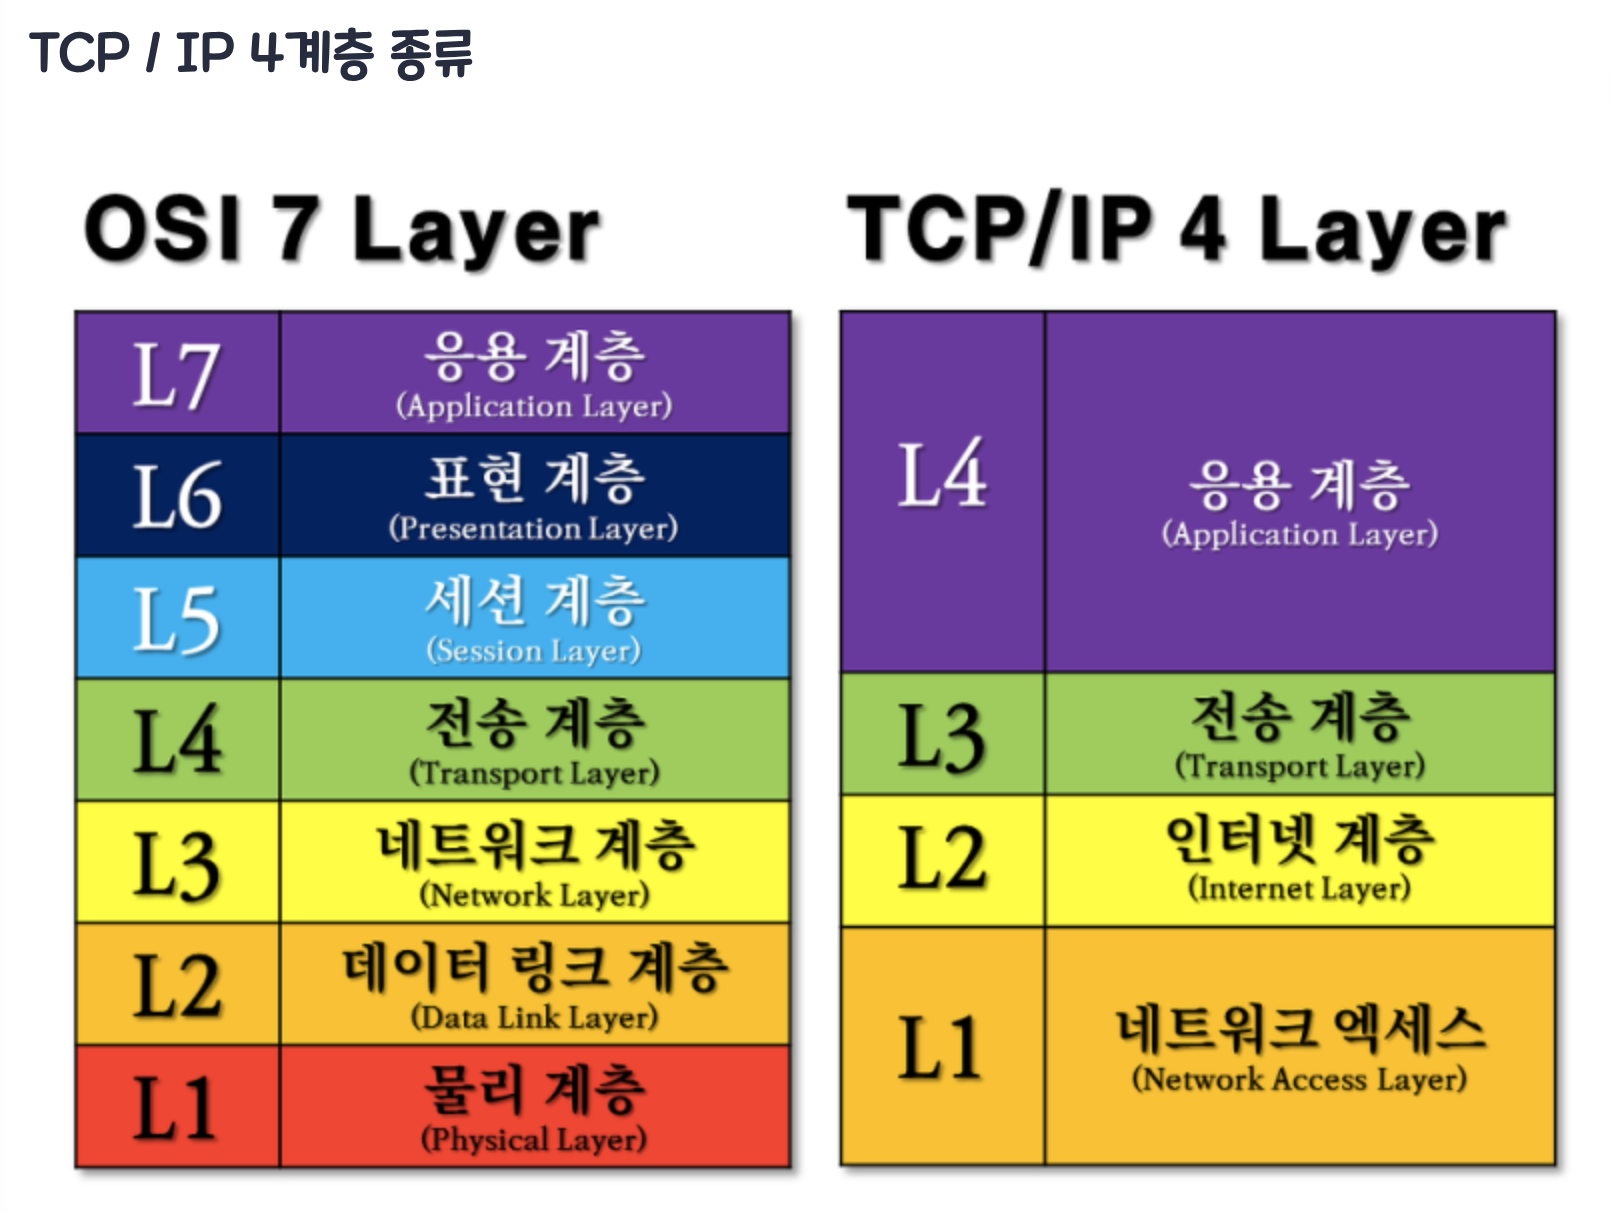 TCP / IP 4계층 종류
OSI 7 Layer
L7
응용 계층
(Application Layer)
L6
표현 계층
(Presentation Layer)
L5
세션 계층
(Session Layer)
L4
전송 계층
(Transport Layer)
L3
네트워크 계층
(Network Layer)
L2
데이터 링크 계층
(Data Link Layer)
L1
물리 계층
(Physical Layer)
TCP/IP 4 Layer
L4
응용 계층
(Application Layer)
L3
전송 계층
(Transport Layer)
L2
인터넷 계층
(Internet Layer)
L1
네트워크 엑세스
(Network Access Layer)